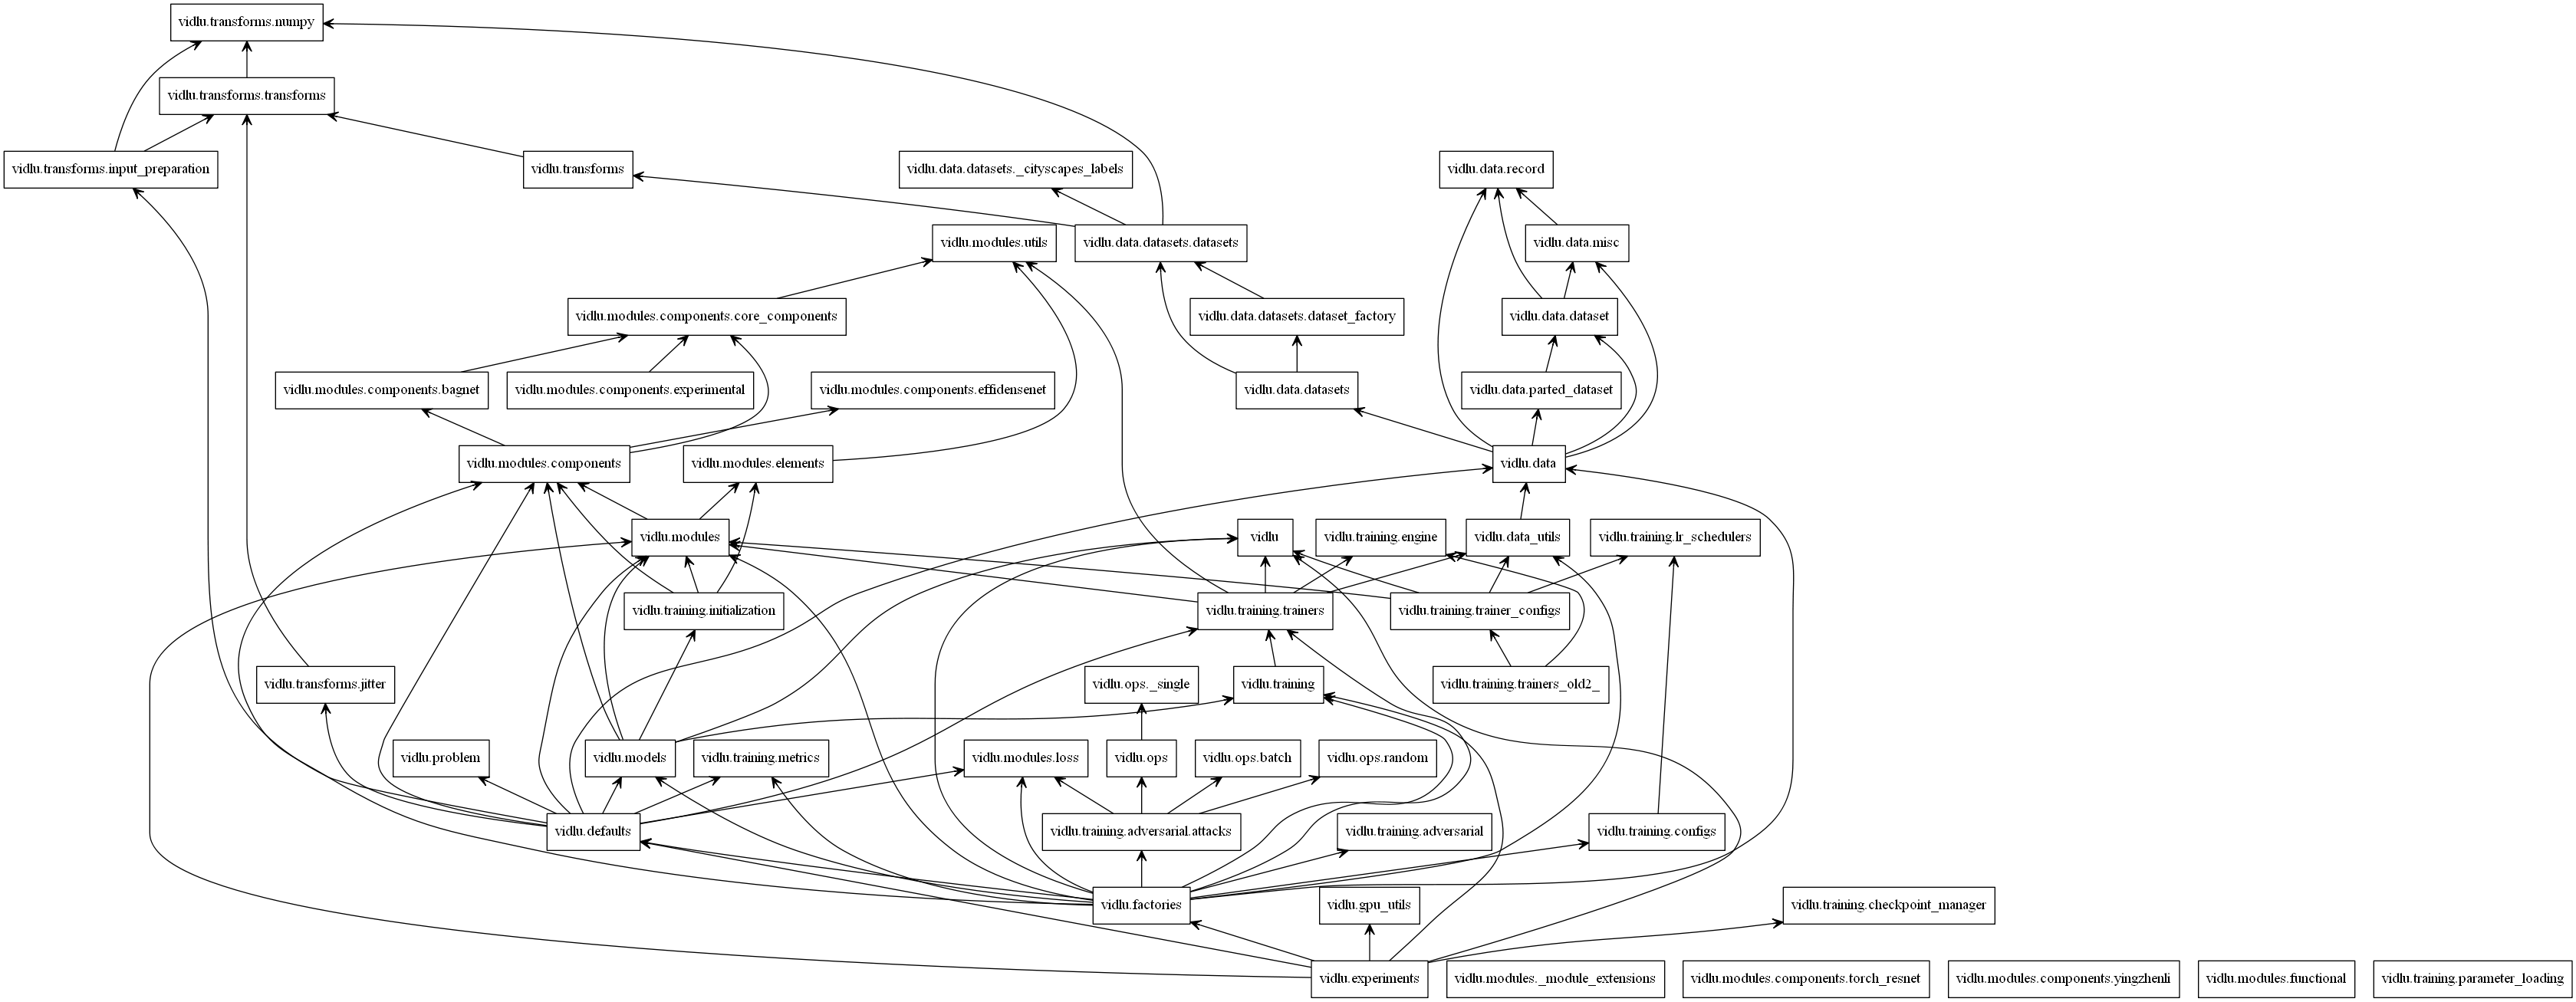 vidlu.transforms.numpy
vidlu.transforms.transforms
vidlu.transforms.input_preparation
vidlu.transforms
vidlu.data.datasets._cityscapes_labels
vidlu.data.record
vidlu.modules.utils
vidlu.data.datasets.datasets
vidlu.data.misc
vidlu.modules.components.core_components
vidlu.data.datasets.dataset_factory
vidlu.data.dataset
vidlu.modules.components.bagnet
vidlu.modules.components.experimental
vidlu.modules.components.effidensenet
vidlu.data.datasets
vidlu.data.parted_dataset
vidlu.modules.components
vidlu.modules.elements
vidlu.data
vidlu.modules
vidlu
vidlu.training.engine
vidlu.data_utils
vidlu.training.lr_schedulers
vidlu.training.initialization
vidlu.training.trainers
vidlu.training.trainer_configs
vidlu.transforms.jitter
vidlu.ops._single
vidlu.training
vidlu.training.trainers_old2_
vidlu.problem
vidlu.models
vidlu.training.metrics
vidlu.modules.loss
vidlu.ops
vidlu.ops.batch
vidlu.ops.random
vidlu.defaults
vidlu.training.adversarial.attacks
vidlu.training.adversarial
vidlu.training.configs
vidlu.factories
vidlu.gpu_utils
vidlu.training.checkpoint_manager
vidlu.experiments
vidlu.modules._module_extensions
vidlu.modules.components.torch_resnet
vidlu.modules.components.yingzhenli
vidlu.modules.functional
vidlu.training.parameter_loading